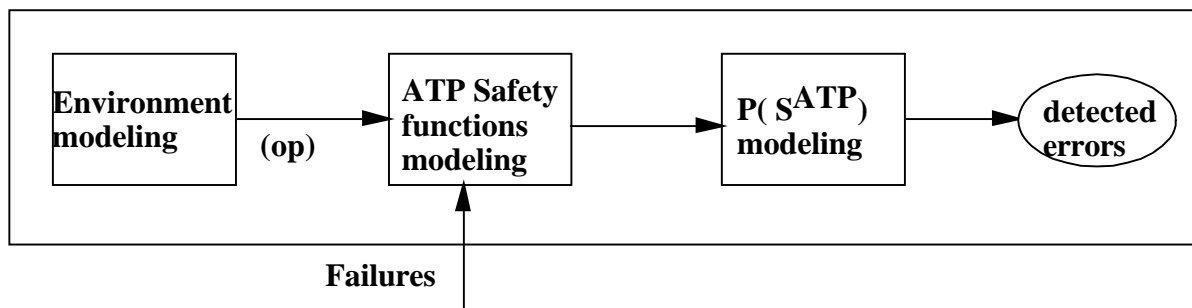 Environment
modeling
(op)
ATP Safety
functions
modeling
P( S^ATP)
modeling
detected
errors
Failures